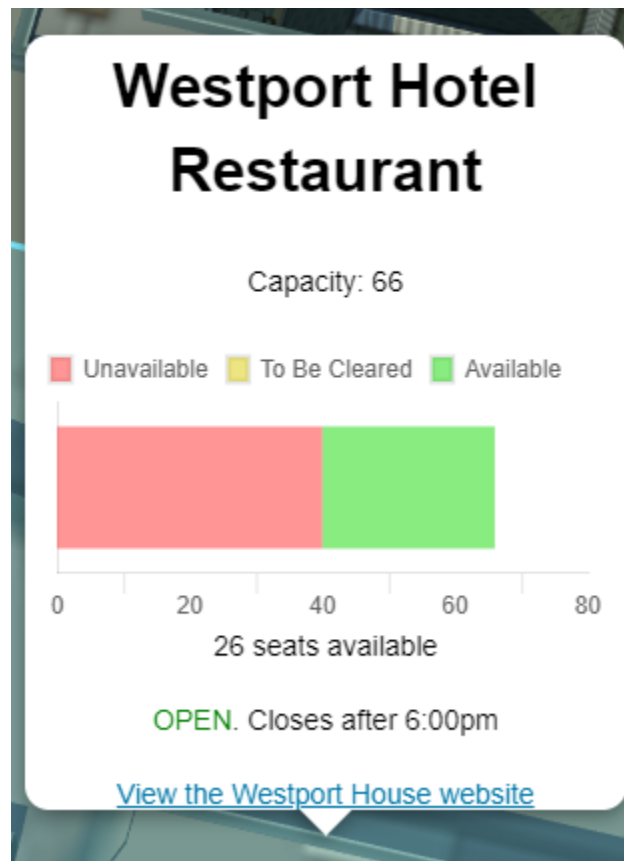 Westport Hotel
Restaurant
Capacity: 66
Unavailable To Be Cleared Available
0 20 40 60 80
26 seats available
OPEN. Closes after 6:00pm
View the Westport House website